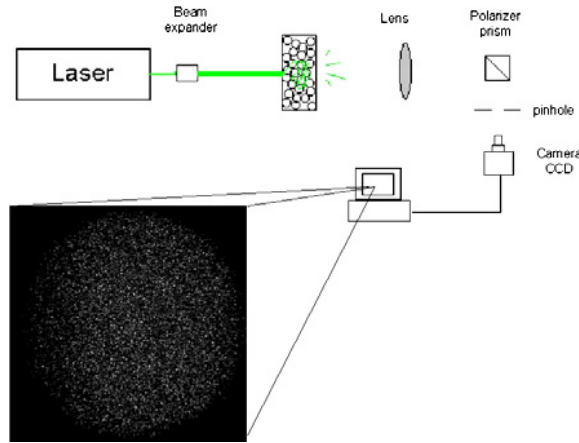 Beam
expander
Laser
Lens
Polarizer
prism
pinhole
Camera
CCD